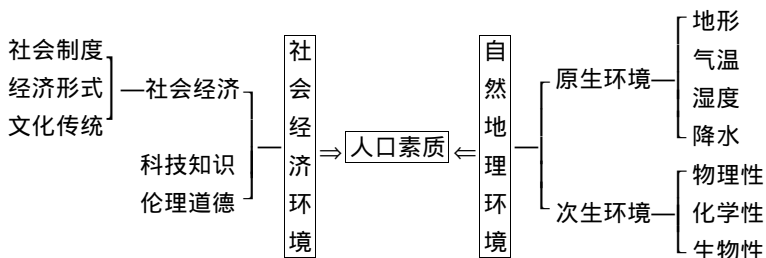 社会制度
经济形式
文化传统
社会经济
科技知识
伦理道德
社会经济环境
人口素质
自然地理环境
原生环境
地形
气温
湿度
降水
次生环境
物理性
化学性
生物性